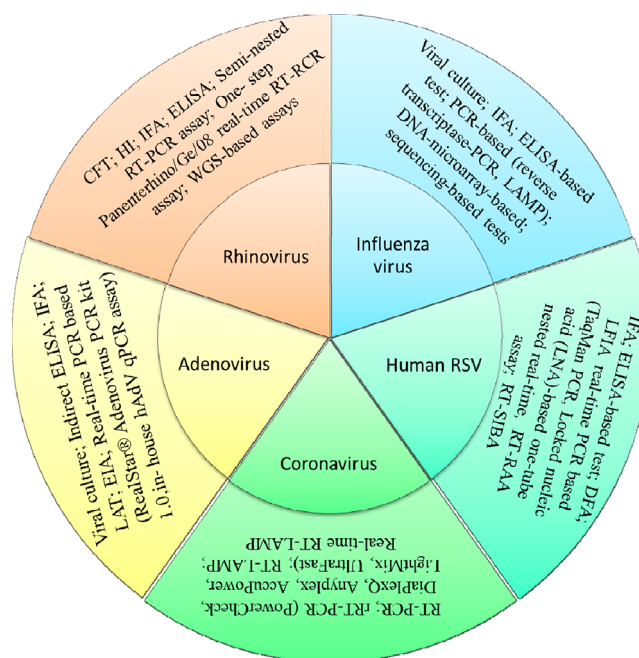 CFT; HI; IFA; ELISA; Semi-nested
RT-PCR assay; One- step
Panenterhino/Ge/08 real-time RT-RCR
assay; WGS-based assays
Viral culture; IFA; ELISA-based
test; PCR-based (reverse
transcriptase-PCR, LAMP);
DNA-microarray-based;
sequencing-based tests
Rhinovirus
Influenza
virus
Adenovirus
Human RSV
Coronavirus
Viral culture; Indirect ELISA, IFA,
LAT; EIA, Real-time PCR based
(RealStar® Adenovirus PCR kit
1.0;in- house hAdV qPCR assay)
IFA; ELISA-based test; DFA;
LFIA real-time PCR based
(TaqMan PCR, Locked nucleic
acid (LNA)-based one-tube
nested real-time, RT-RAA
assay; RT-SIBA
RT-PCR; rRT-PCR (PowerCheck,
DiaPlexQ, Anyplex, AccuPower,
LightMix, UltraFast); RT-LAMP;
Real-time RT-LAMP